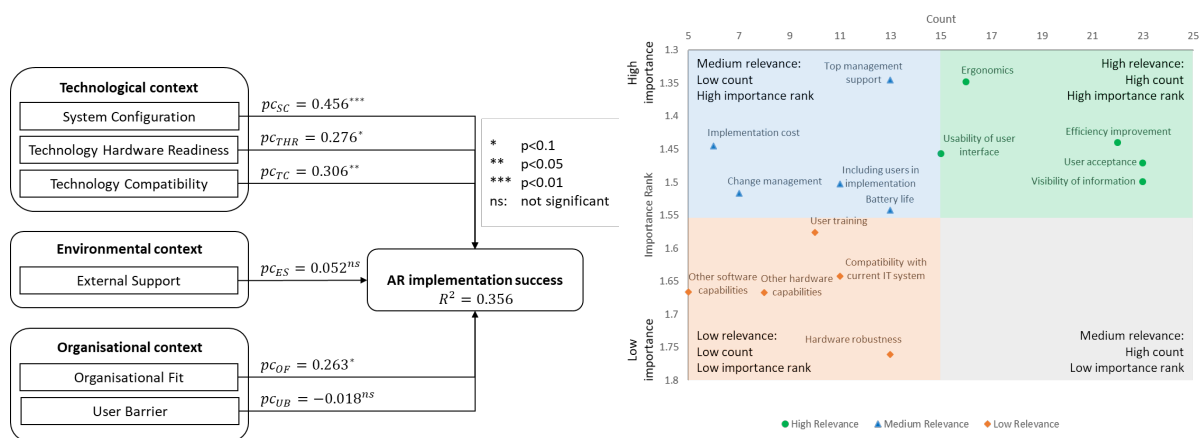 Technological context
System Configuration
Technology Hardware Readiness
Technology Compatibility
pc_SC = 0.456***
pc_THR = 0.276*
pc_TC = 0.306**
* p<0.1
** p<0.05
*** p<0.01
ns: not significant
Environmental context
External Support
pc_ES = 0.052^ns
AR implementation success
R² = 0.356
Organisational context
Organisational Fit
User Barrier
pc_OF = 0.263*
pc_UB = −0.018^ns
Count
5 7 9 11 13 15 17 19 21 23 25
High
importance
Importance Rank
Low
importance
1.3
1.35
1.4
1.45
1.5
1.55
1.6
1.65
1.7
1.75
1.8
Medium relevance:
Low count
High importance rank
Top management
support
Ergonomics
High relevance:
High count
High importance rank
Implementation cost
Usability of user
interface
Efficiency improvement
User acceptance
Visibility of information
Change management
Including users in
implementation
Battery life
User training
Other software
capabilities
Other hardware
capabilities
Compatibility with
current IT system
Hardware robustness
Low relevance:
Low count
Low importance rank
Medium relevance:
High count
Low importance rank
High Relevance
Medium Relevance
Low Relevance